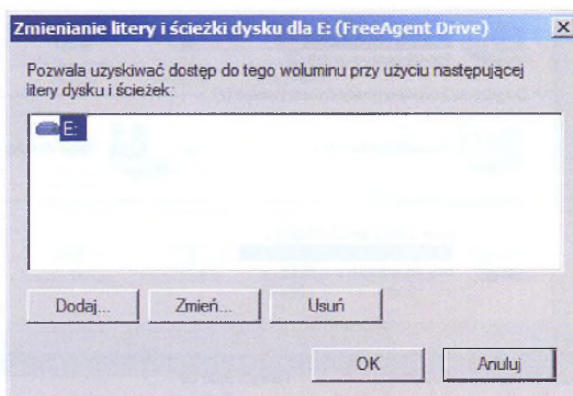 Zmienianie litery i ścieżki dysku dla E: (FreeAgent Drive)
Pozwala uzyskiwać dostęp do tego woluminu przy użyciu następującej
litery dysku i ścieżek:
E:
Dodaj... Zmień... Usuń
OK Anuluj